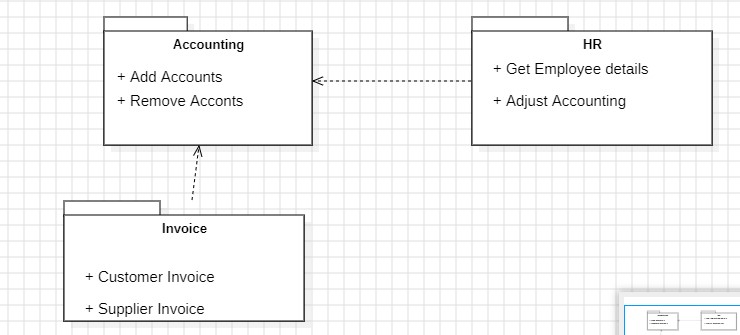 Accounting
+ Add Accounts
+ Remove Acconts
HR
+ Get Employee details
+ Adjust Accounting
Invoice
+ Customer Invoice
+ Supplier Invoice